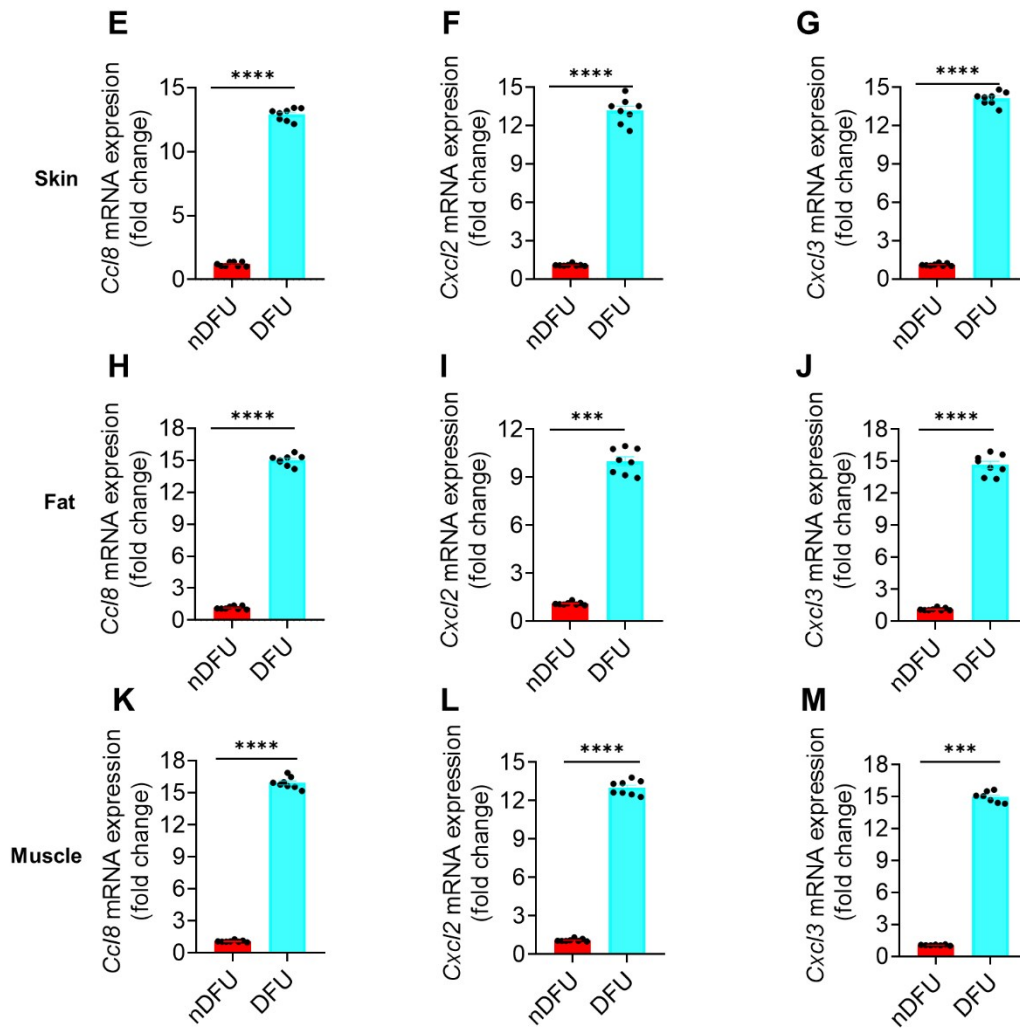 E
F
G
Skin
Ccl8 mRNA expression
(fold change)
15
10
5
0
****
nDFU
DFU
Cxcl2 mRNA expression
(fold change)
15
12
9
6
3
0
****
nDFU
DFU
Cxcl3 mRNA expression
(fold change)
15
12
9
6
3
0
****
nDFU
DFU
H
I
J
Fat
Ccl8 mRNA expression
(fold change)
18
15
12
9
6
3
0
****
nDFU
DFU
Cxcl2 mRNA expression
(fold change)
12
9
6
3
0
***
nDFU
DFU
Cxcl3 mRNA expression
(fold change)
18
15
12
9
6
3
0
****
nDFU
DFU
K
L
M
Muscle
Ccl8 mRNA expression
(fold change)
18
15
12
9
6
3
0
****
nDFU
DFU
Cxcl2 mRNA expression
(fold change)
15
12
9
6
3
0
****
nDFU
DFU
Cxcl3 mRNA expression
(fold change)
18
15
12
9
6
3
0
***
nDFU
DFU